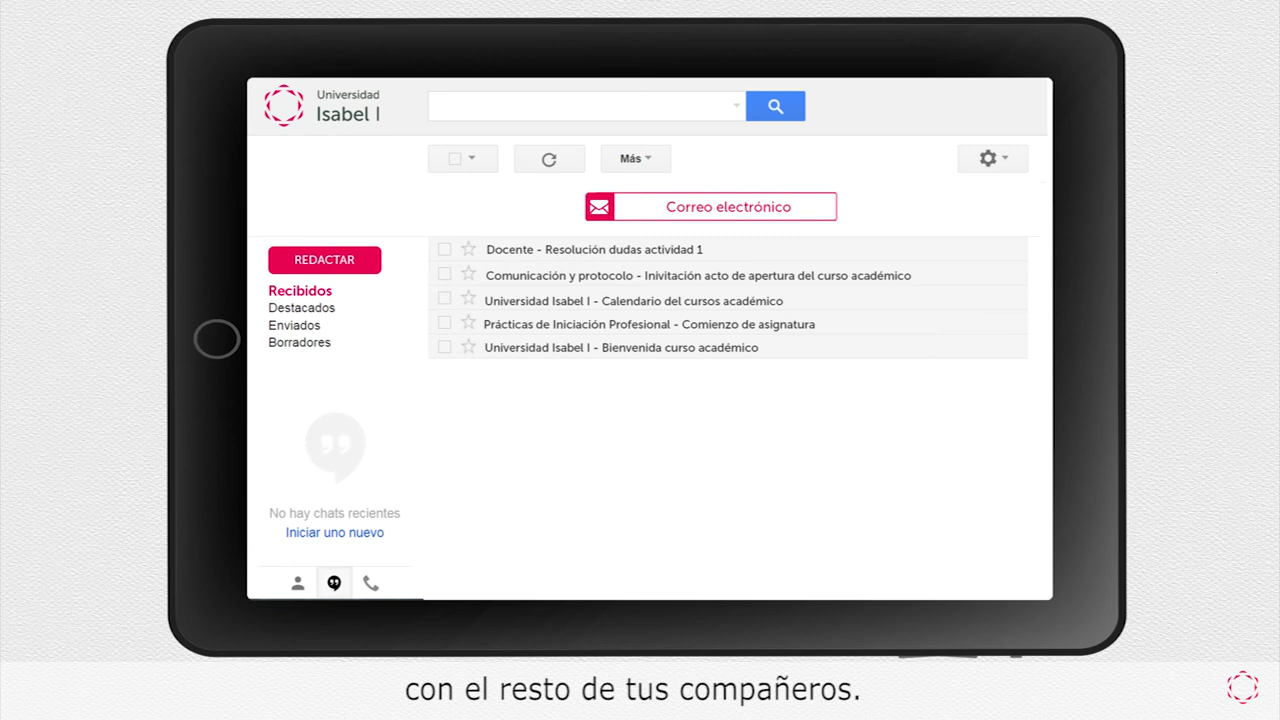 Universidad
Isabel I
Más
Correo electrónico
REDACTAR
Recibidos
Destacados
Enviados
Borradores
Docente - Resolución dudas actividad 1
Comunicación y protocolo - Inivitación acto de apertura del curso académico
Universidad Isabel I - Calendario del cursos académico
Prácticas de Iniciación Profesional - Comienzo de asignatura
Universidad Isabel I - Bienvenida curso académico
No hay chats recientes
Iniciar uno nuevo
con el resto de tus compañeros.